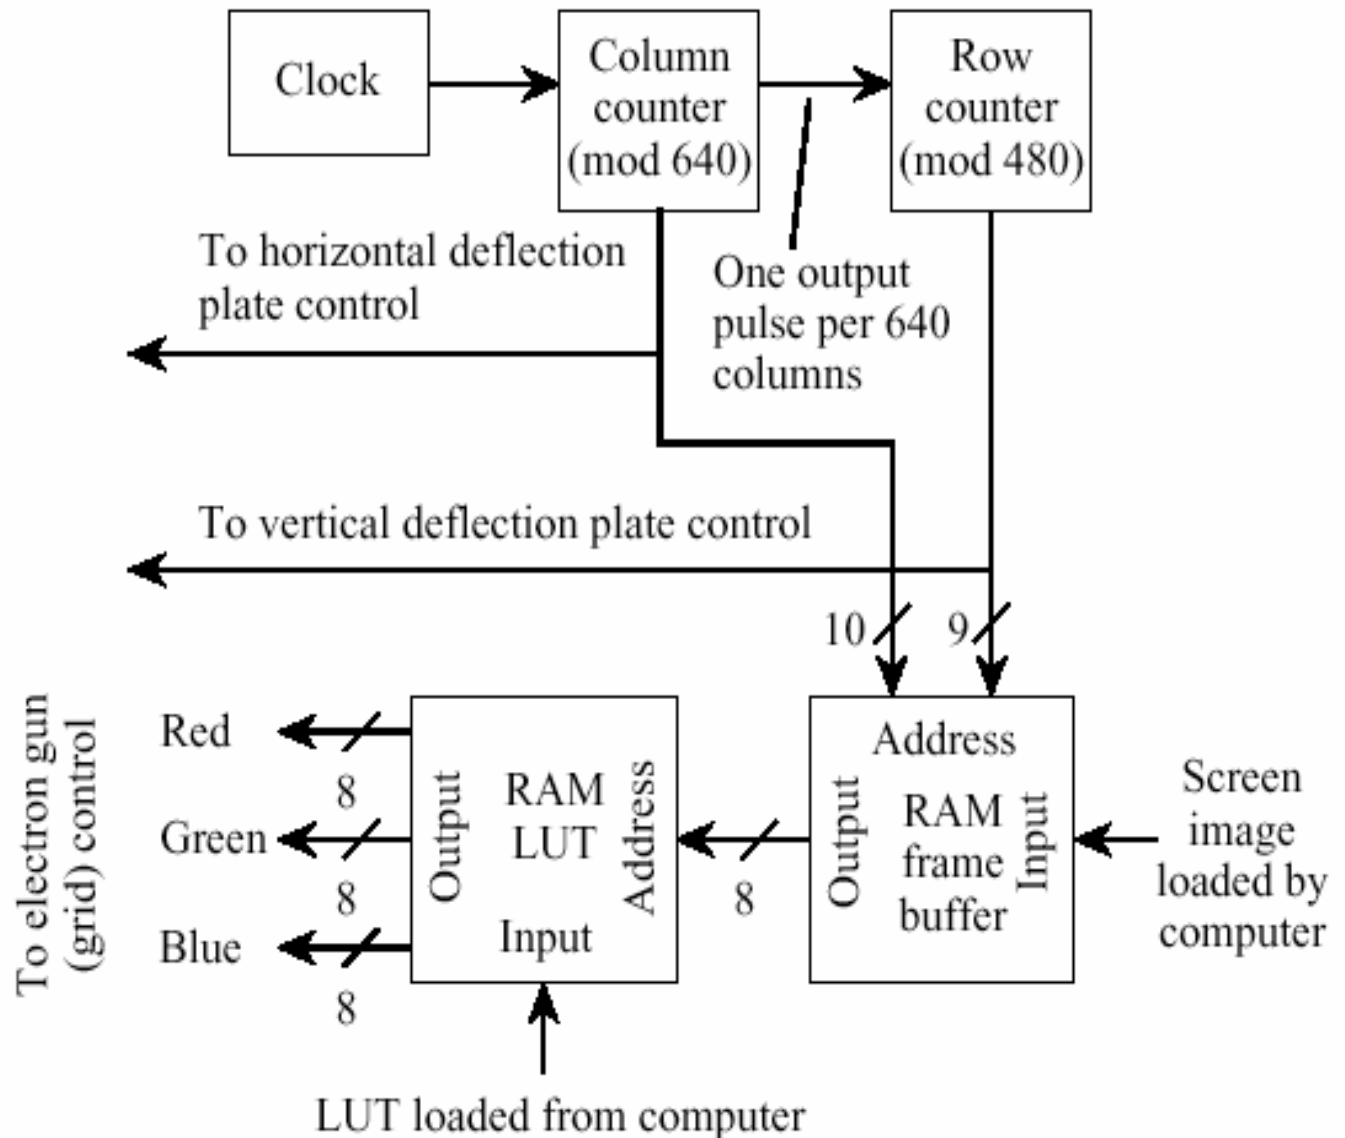 Clock
Column
counter
(mod 640)
Row
counter
(mod 480)
To horizontal deflection
plate control
One output
pulse per 640
columns
To vertical deflection plate control
10
9
To electron gun
(grid) control
Red
8
Green
8
Blue
8
Output
RAM
LUT
Address
Input
8
Address
Output
RAM
frame
buffer
Input
Screen
image
loaded by
computer
LUT loaded from computer